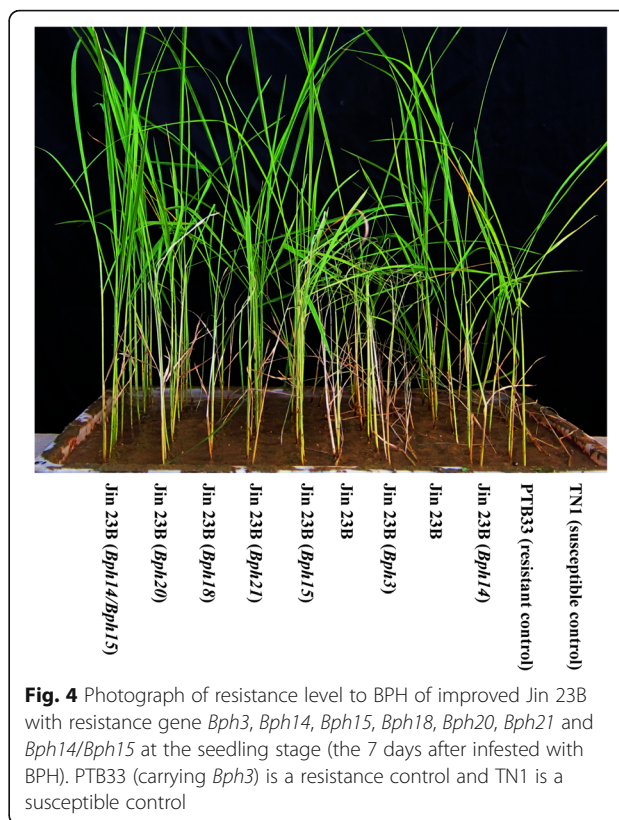 Jin 23B (Bph14/Bph15)
Jin 23B (Bph20)
Jin 23B (Bph18)
Jin 23B (Bph21)
Jin 23B (Bph15)
Jin 23B
Jin 23B (Bph3)
Jin 23B
Jin 23B (Bph14)
PTB33 (resistant control)
TN1 (susceptible control)
Fig. 4 Photograph of resistance level to BPH of improved Jin 23B
with resistance gene Bph3, Bph14, Bph15, Bph18, Bph20, Bph21 and
Bph14/Bph15 at the seedling stage (the 7 days after infested with
BPH). PTB33 (carrying Bph3) is a resistance control and TN1 is a
susceptible control